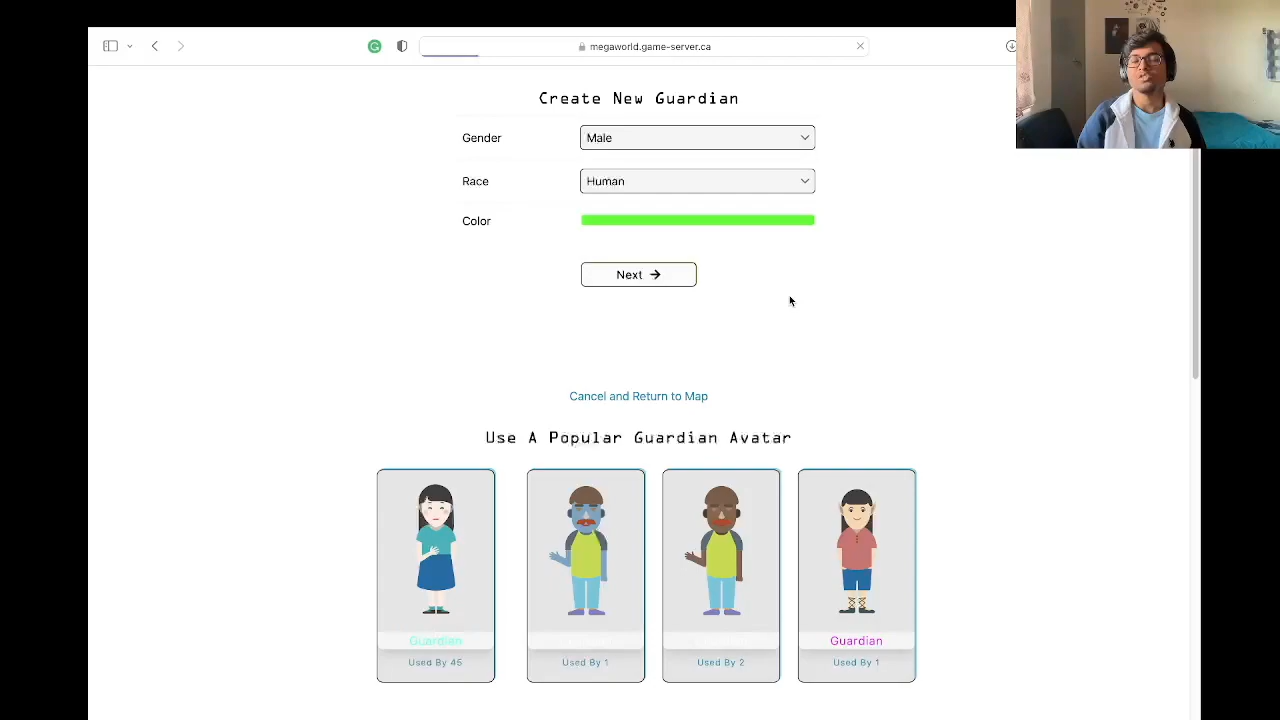 megaworld.game-server.ca
Create New Guardian
Gender Male
Race Human
Color
Next →
Cancel and Return to Map
Use A Popular Guardian Avatar
Guardian Guardian
Used By 45 Used By 1 Used By 2 Used By 1